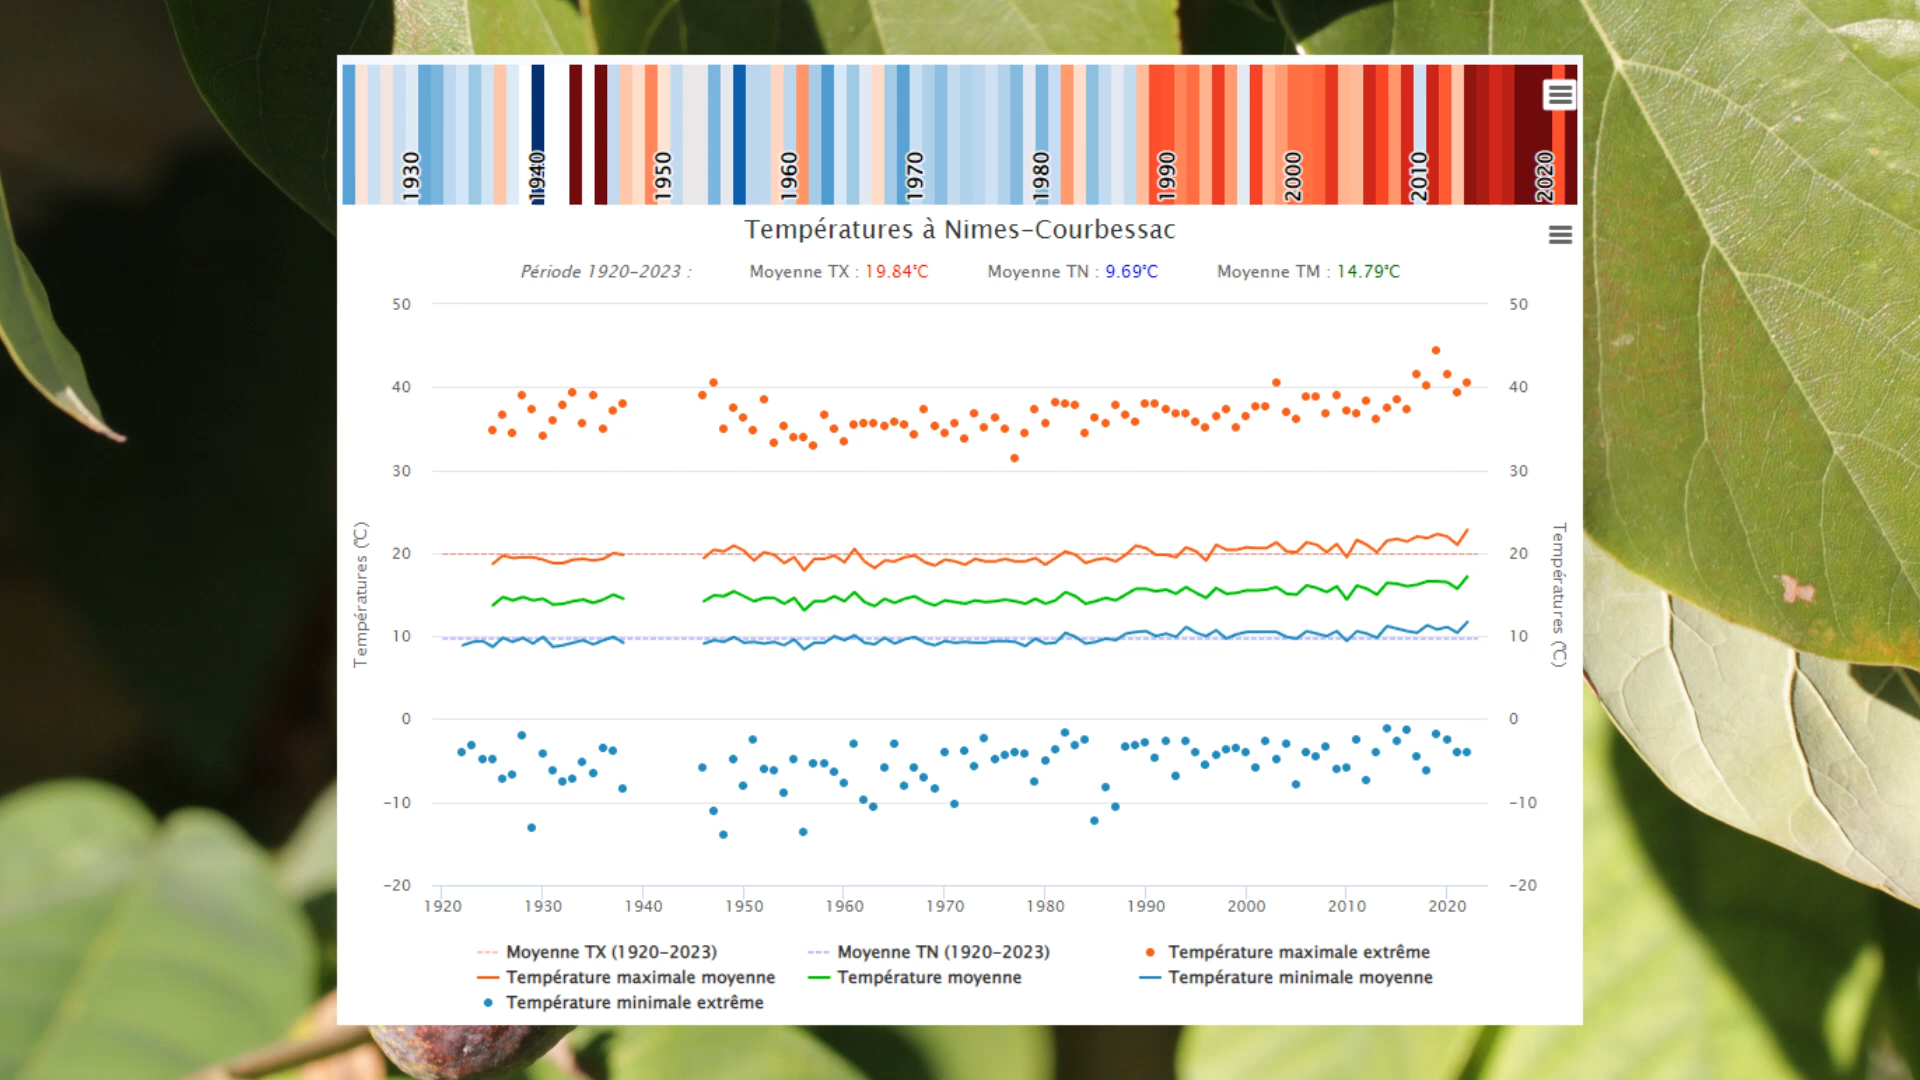 1930 1940 1950 1960 1970 1980 1990 2000 2010 2020
Températures à Nimes-Courbessac
Période 1920-2023 : Moyenne TX : 19.84°C Moyenne TN : 9.69°C Moyenne TM : 14.79°C
50 50
40 40
30 30
20 20
10 10
0 0
-10 -10
-20 -20
Températures (°C)
Températures (°C)
1920 1930 1940 1950 1960 1970 1980 1990 2000 2010 2020
Moyenne TX (1920-2023) Moyenne TN (1920-2023) Température maximale extrême
Température maximale moyenne Température moyenne Température minimale moyenne
Température minimale extrême